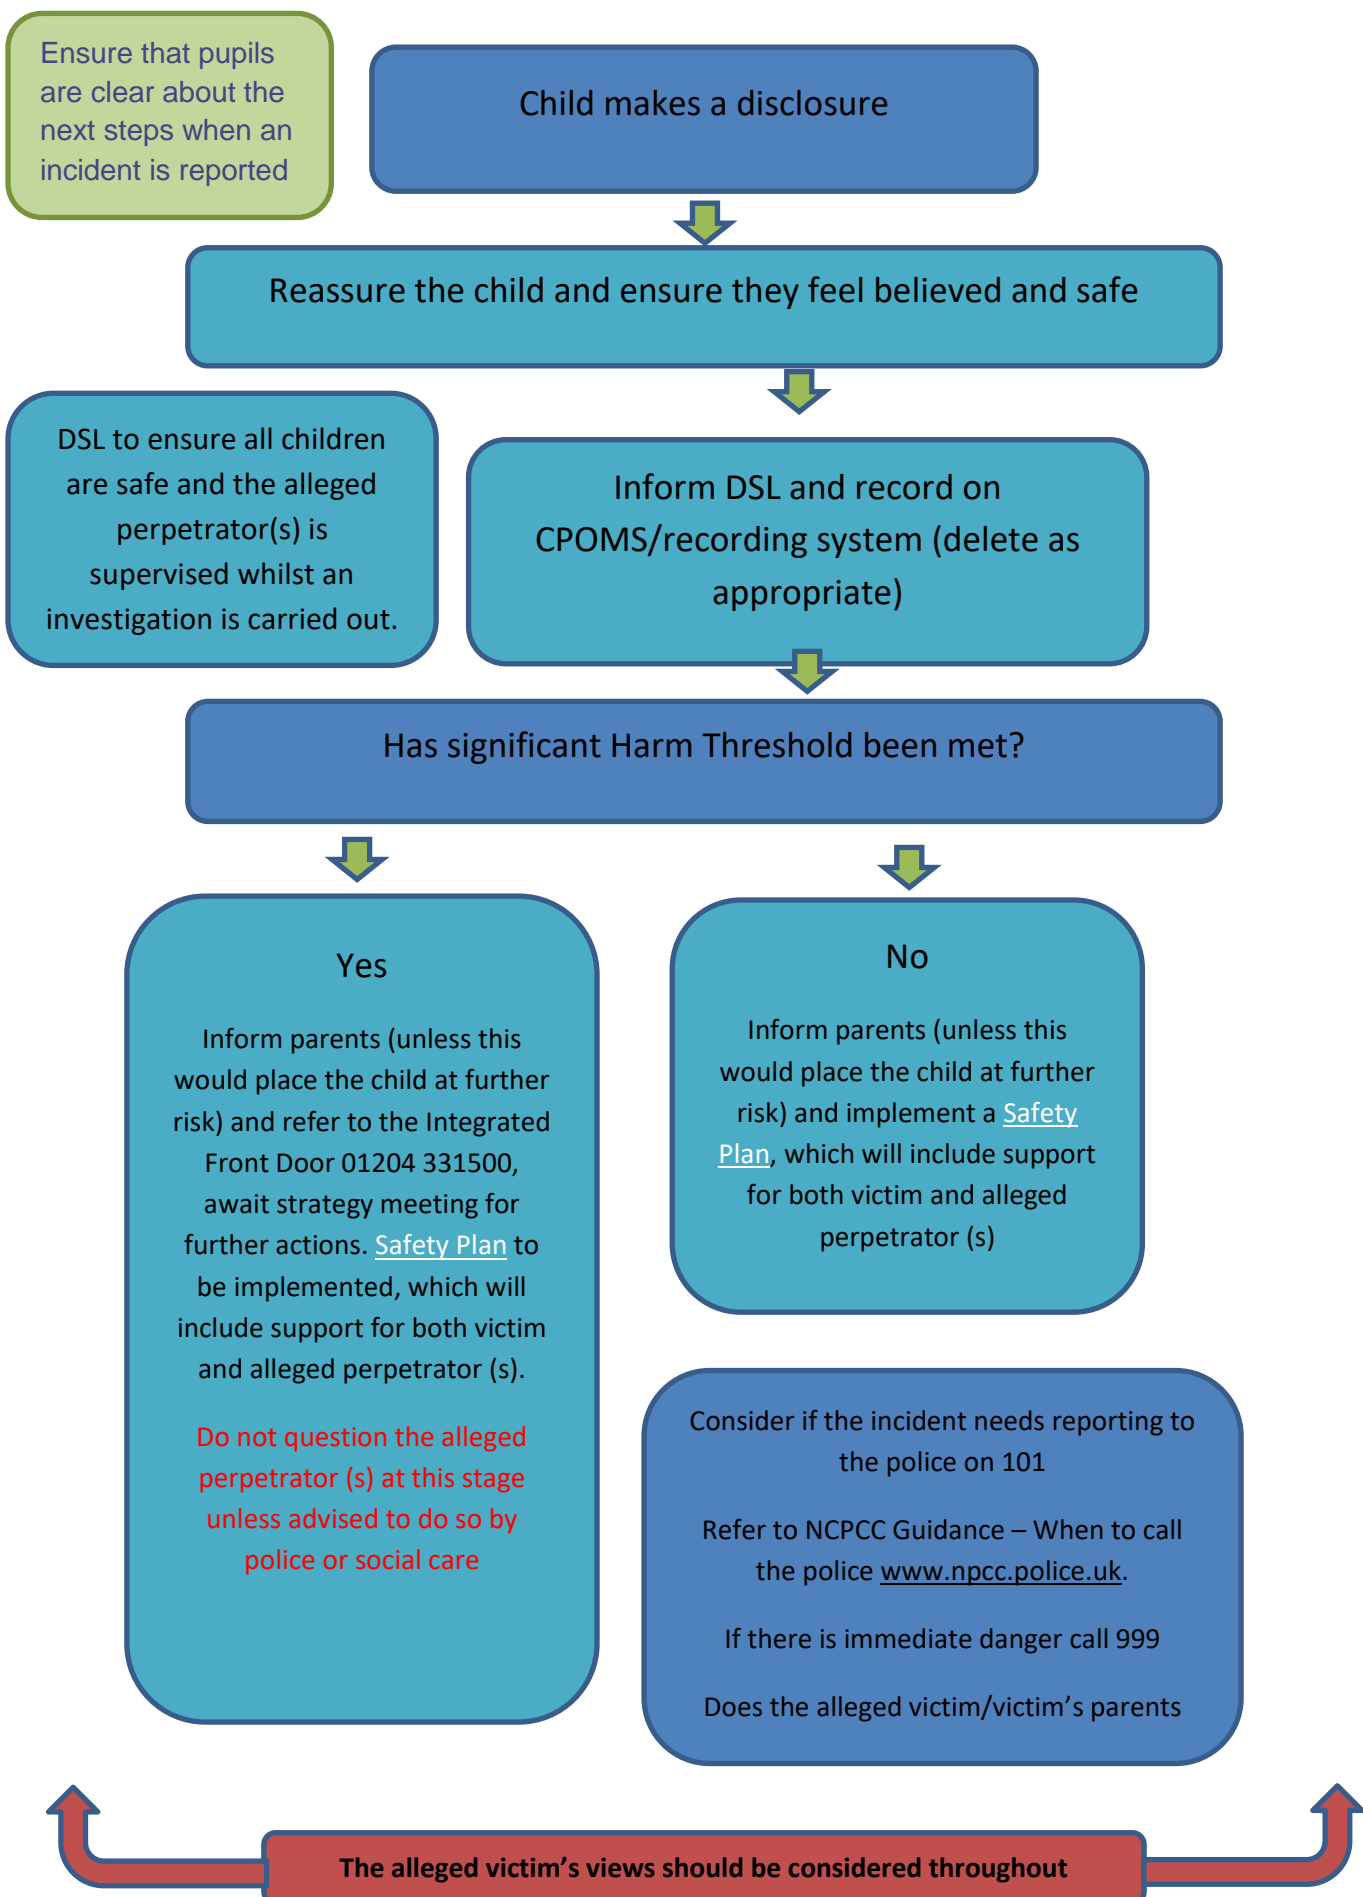 Ensure that pupils
are clear about the
next steps when an
incident is reported
Child makes a disclosure
Reassure the child and ensure they feel believed and safe
DSL to ensure all children
are safe and the alleged
perpetrator(s) is
supervised whilst an
investigation is carried out.
Inform DSL and record on
CPOMS/recording system (delete as
appropriate)
Has significant Harm Threshold been met?
Yes
Inform parents (unless this
would place the child at further
risk) and refer to the Integrated
Front Door 01204 331500,
await strategy meeting for
further actions. Safety Plan to
be implemented, which will
include support for both victim
and alleged perpetrator (s).
Do not question the alleged
perpetrator (s) at this stage
unless advised to do so by
police or social care
No
Inform parents (unless this
would place the child at further
risk) and implement a Safety
Plan, which will include support
for both victim and alleged
perpetrator (s)
Consider if the incident needs reporting to
the police on 101
Refer to NCPCC Guidance – When to call
the police www.npcc.police.uk.
If there is immediate danger call 999
Does the alleged victim/victim’s parents
The alleged victim’s views should be considered throughout